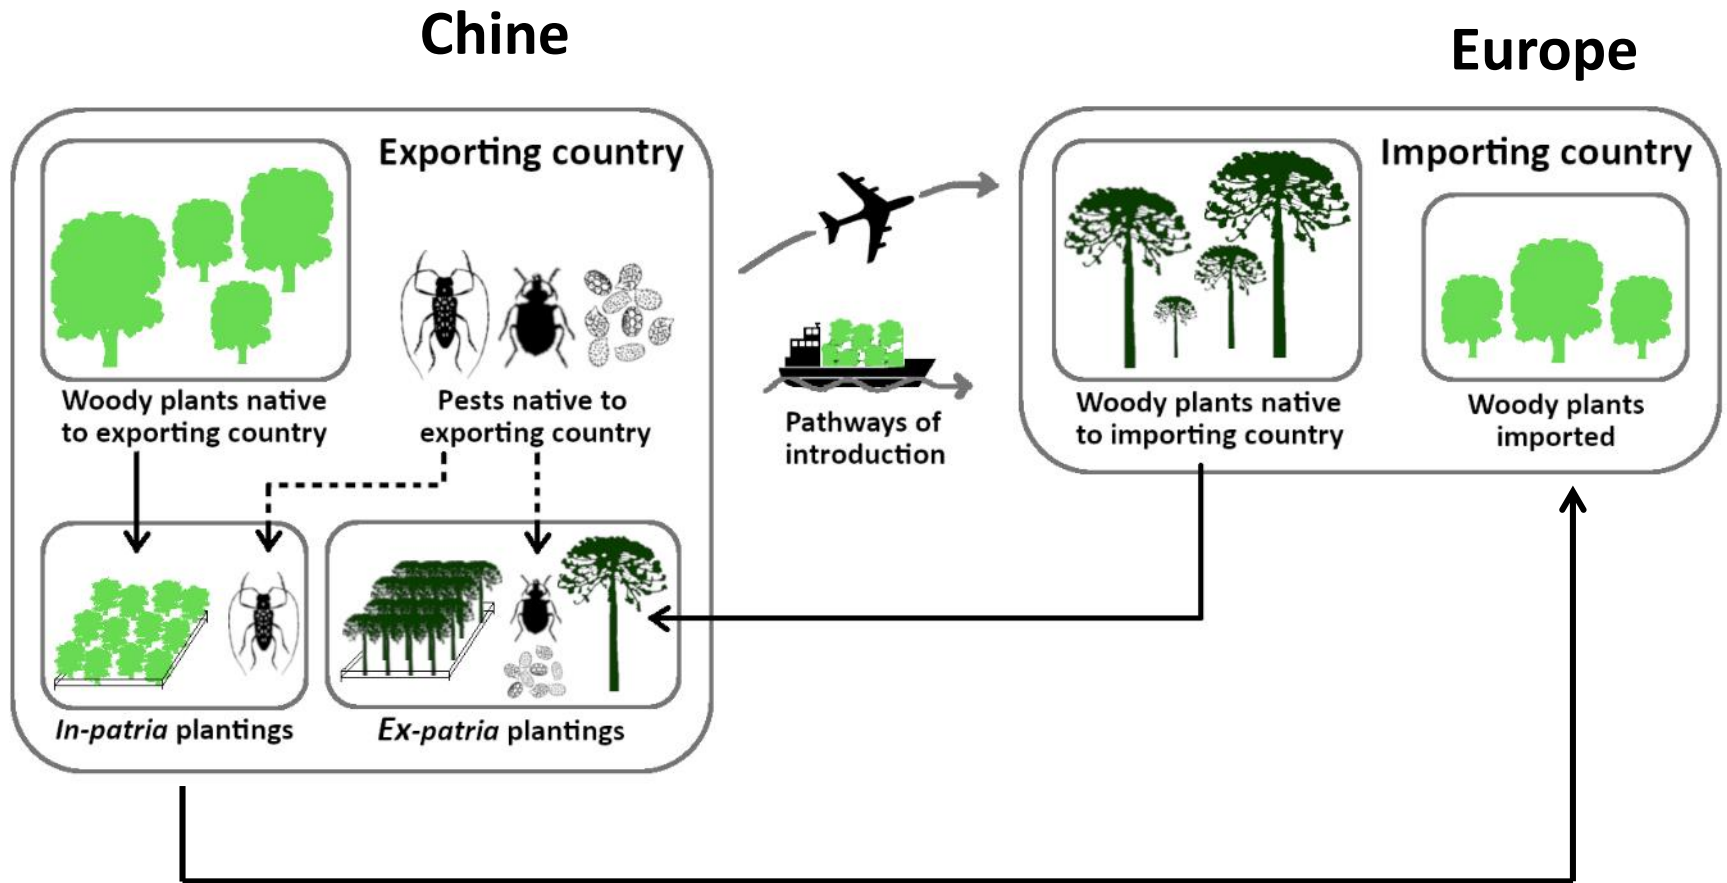 Chine
Europe
Exporting country
Importing country
Woody plants native
to exporting country
Pests native to
exporting country
Pathways of
introduction
Woody plants native
to importing country
Woody plants
imported
In-patria plantings
Ex-patria plantings